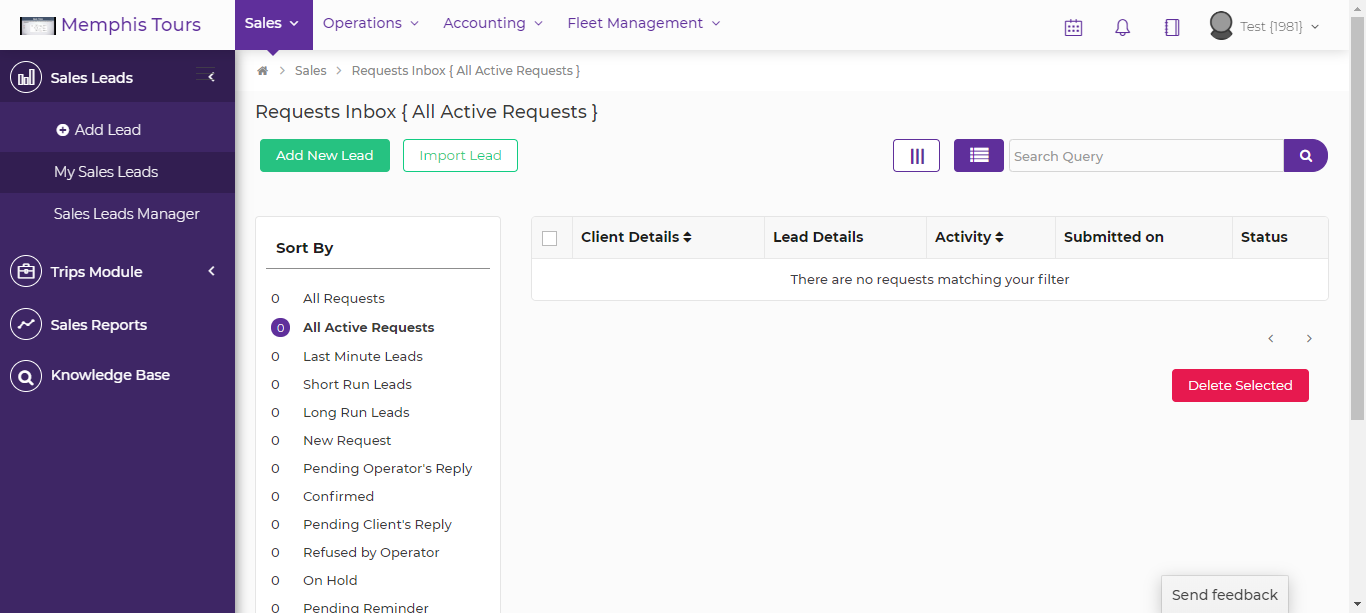 Memphis Tours
Sales
Operations
Accounting
Fleet Management
Test {1981}
Sales Leads
Add Lead
My Sales Leads
Sales Leads Manager
Trips Module
Sales Reports
Knowledge Base
Sales
Requests Inbox { All Active Requests }
Requests Inbox { All Active Requests }
Add New Lead
Import Lead
Search Query
Sort By
0 All Requests
0 All Active Requests
0 Last Minute Leads
0 Short Run Leads
0 Long Run Leads
0 New Request
0 Pending Operator's Reply
0 Confirmed
0 Pending Client's Reply
0 Refused by Operator
0 On Hold
0 Pending Reminder
Client Details
Lead Details
Activity
Submitted on
Status
There are no requests matching your filter
Delete Selected
Send feedback